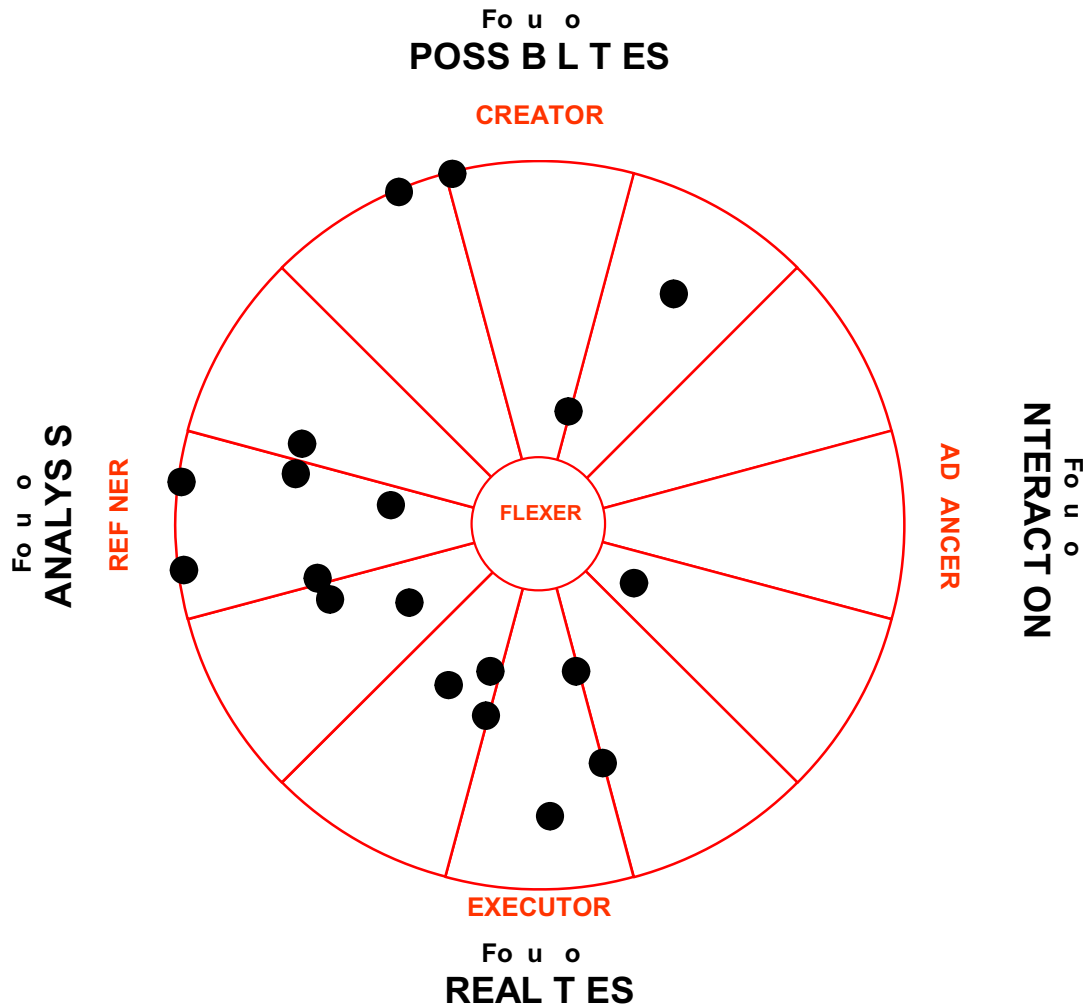 Fo u o
POSS B L T ES
CREATOR
Fo u o
ANALYS S
REF NER
FLEXER
AD ANCER
NTERACT ON
Fo u o
EXECUTOR
Fo u o
REAL T ES